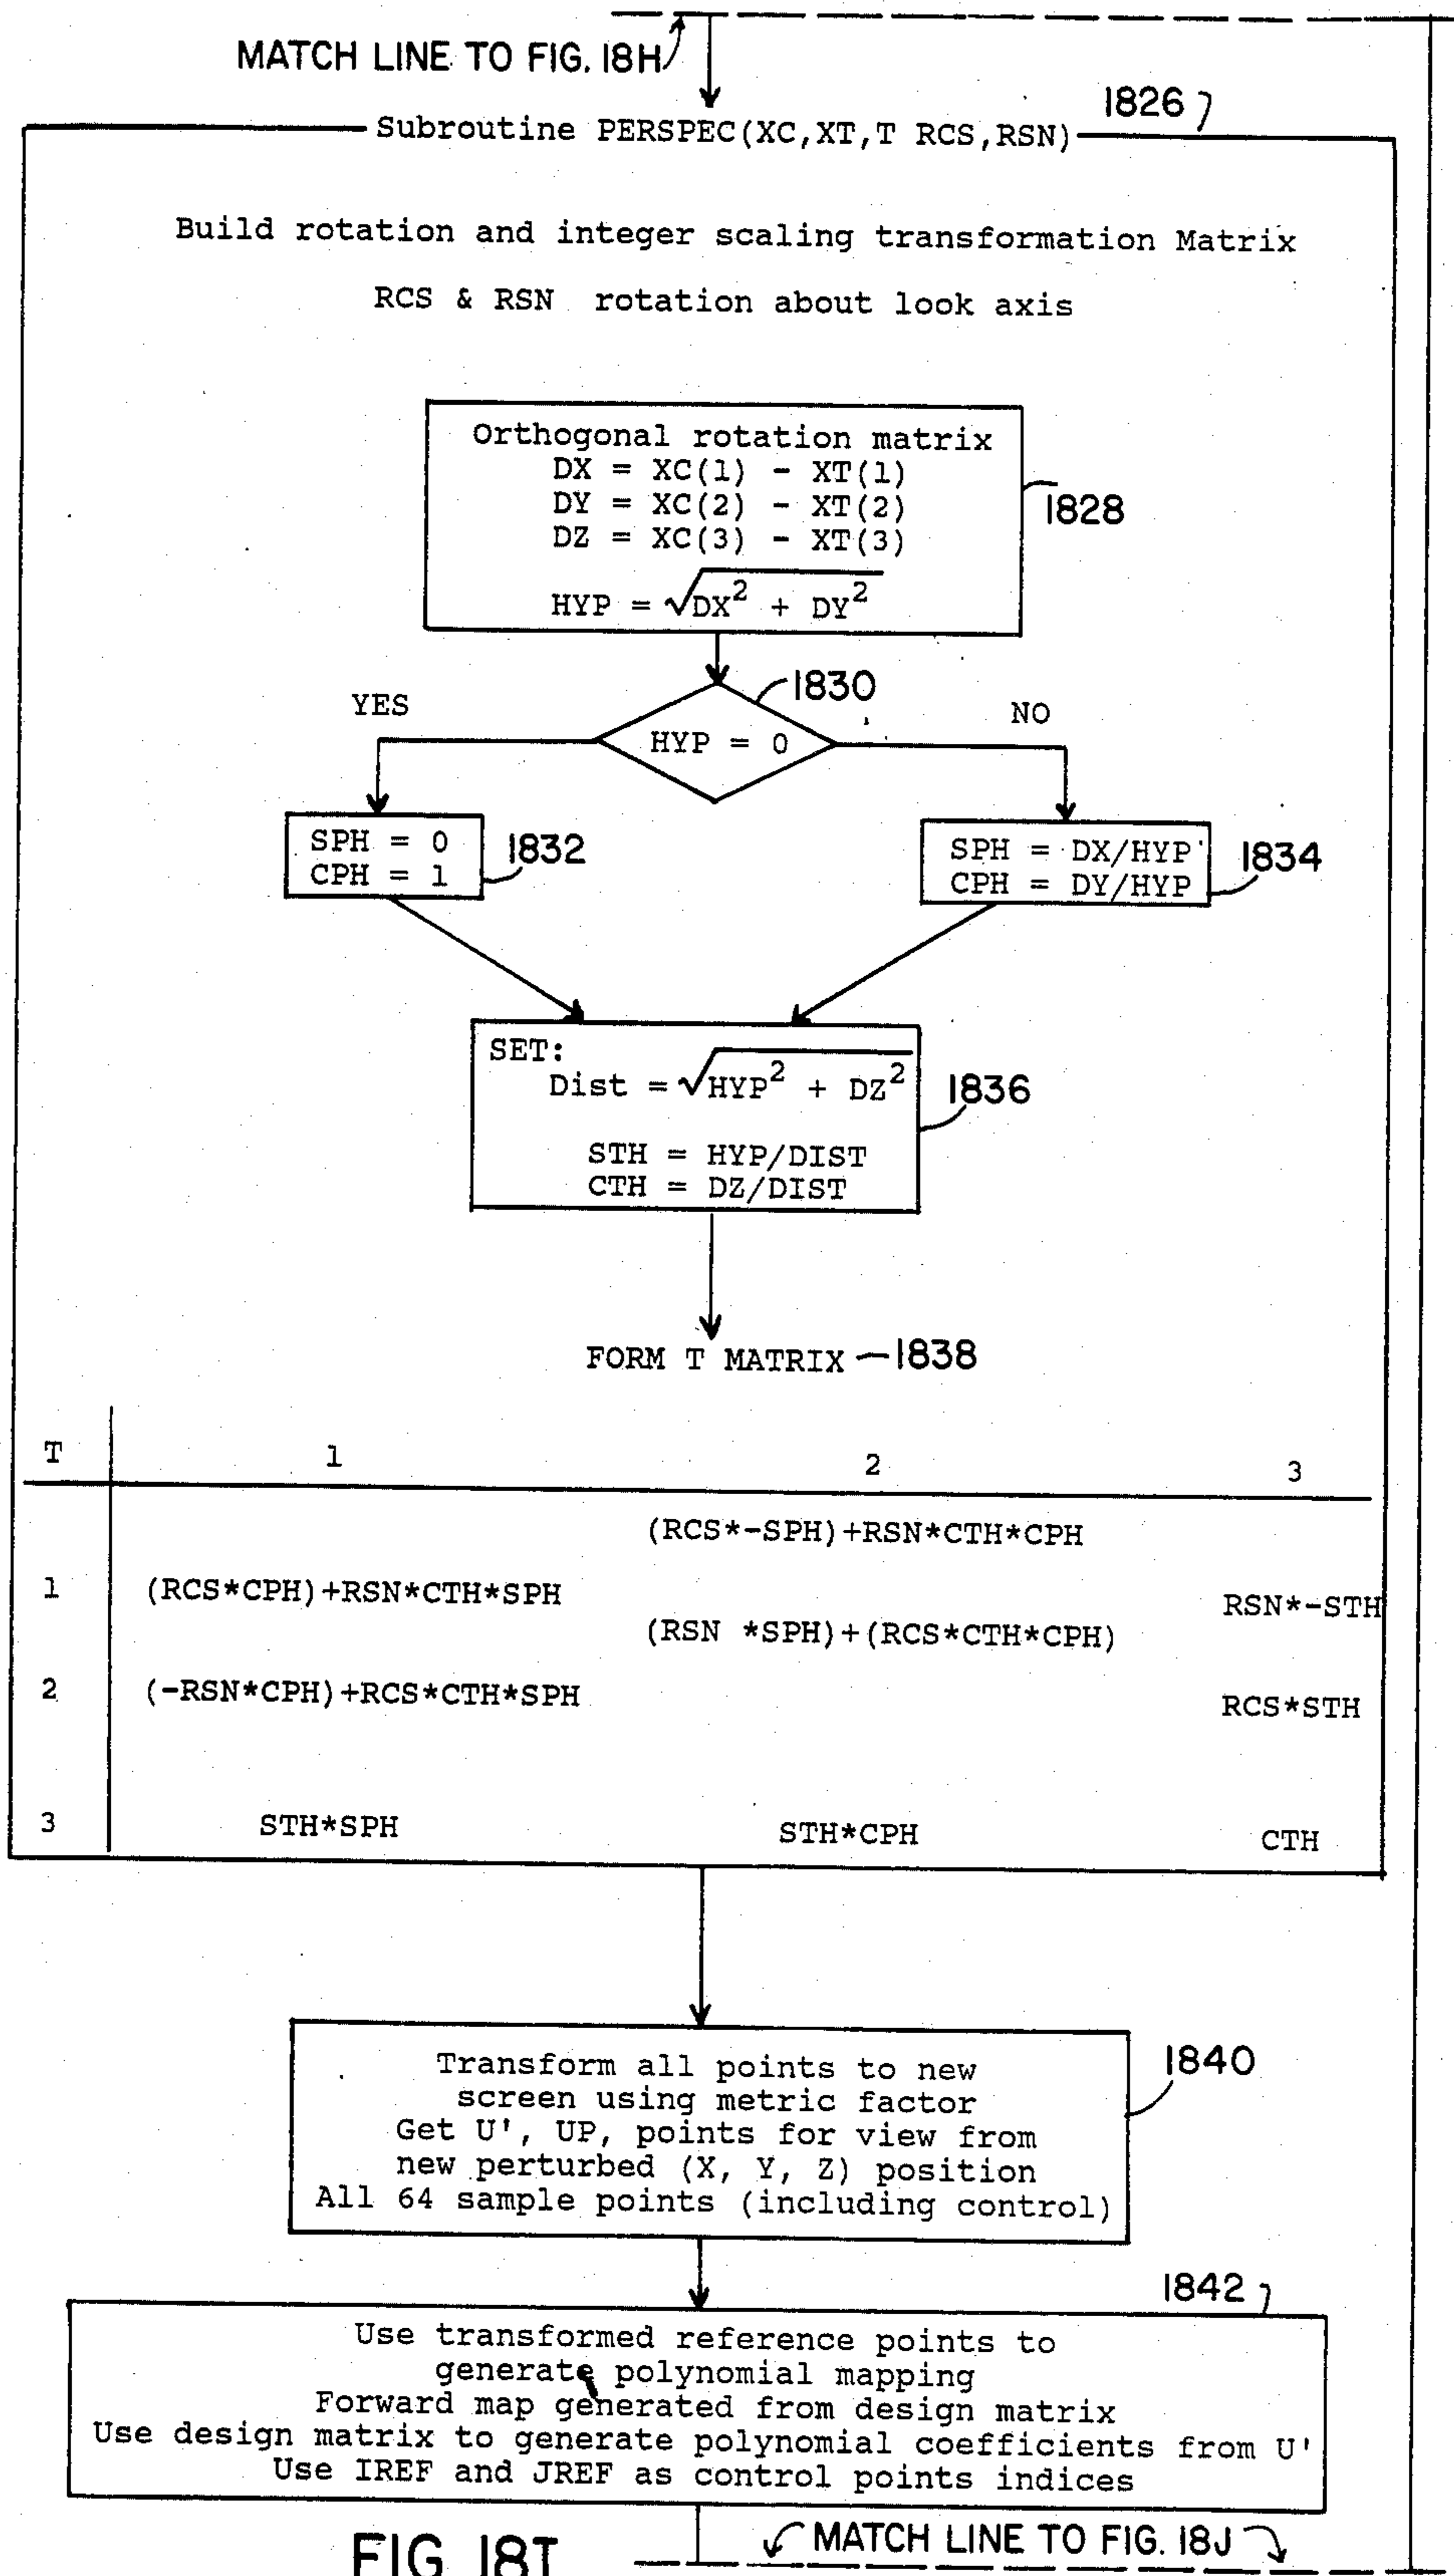 MATCH LINE TO FIG. 18H
1826
Subroutine PERSPEC(XC,XT,T RCS,RSN)
Build rotation and integer scaling transformation Matrix
RCS & RSN rotation about look axis
Orthogonal rotation matrix
DX = XC(1) - XT(1)
DY = XC(2) - XT(2)
DZ = XC(3) - XT(3)
HYP = √DX² + DY²
1828
1830
YES
HYP = 0
NO
SPH = 0
CPH = 1
1832
SPH = DX/HYP
CPH = DY/HYP
1834
SET:
Dist = √HYP² + DZ²
STH = HYP/DIST
CTH = DZ/DIST
1836
FORM T MATRIX 1838
T 1 2 3
(RCS*-SPH)+RSN*CTH*CPH
1 (RCS*CPH)+RSN*CTH*SPH RSN*-STH
(RSN *SPH)+(RCS*CTH*CPH)
2 (-RSN*CPH)+RCS*CTH*SPH RCS*STH
3 STH*SPH STH*CPH CTH
Transform all points to new
screen using metric factor
Get U', UP, points for view from
new perturbed (X, Y, Z) position
All 64 sample points (including control)
1840
1842
Use transformed reference points to
generate polynomial mapping
Forward map generated from design matrix
Use design matrix to generate polynomial coefficients from U'
Use IREF and JREF as control points indices
FIG. 18I
MATCH LINE TO FIG. 18J